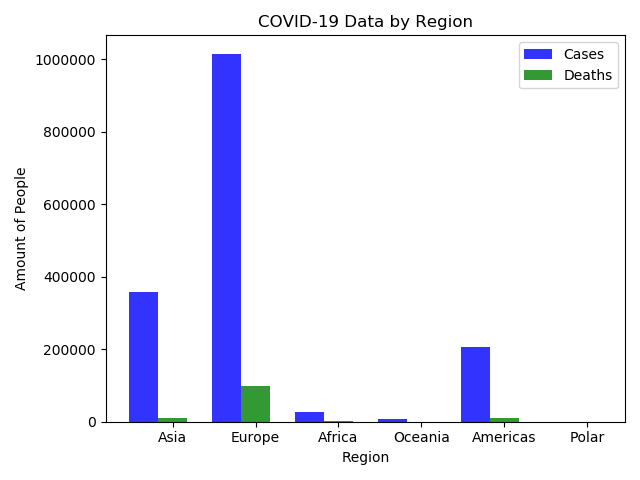 COVID-19 Data by Region
Cases
Deaths
Amount of People
1000000
800000
600000
400000
200000
0
Asia Europe Africa Oceania Americas Polar
Region